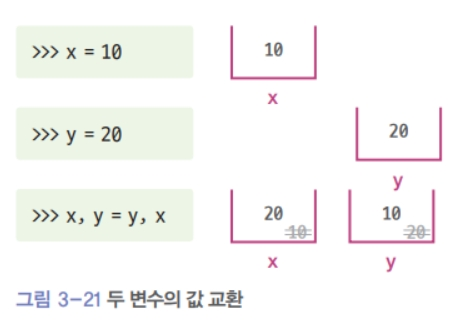 >>> x = 10
10
x
>>> y = 20
20
y
>>> x, y = y, x
20
10
10
20
x
y
그림 3-21 두 변수의 값 교환